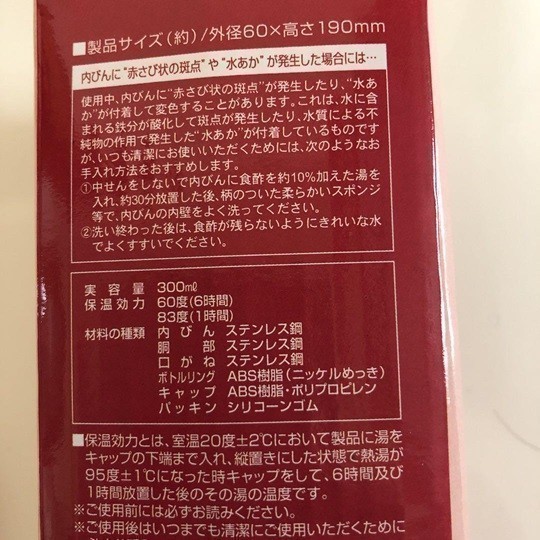 ■製品サイズ(約)/外径60×高さ190mm
内びんに"赤さび状の斑点"や"水あか"が発生した場合には…
使用中、内びんに"赤さび状の斑点"が発生したり、"水あ
か"が付着して変色することがあります。これは、水に含
まれる鉄分が酸化して斑点が発生したり、水質による不
純物の作用で発生した"水あか"が付着しているものです
が、いつも清潔にお使いいただくためには、次のようなお
手入れ方法をおすすめします。
①中せんをしないで内びんに食酢を約10%加えた湯を
入れ、約30分放置した後、柄のついた柔らかいスポンジ
等で、内びんの内壁をよく洗ってください。
②洗い終わった後は、食酢が残らないようにきれいな水
でよくすすいでください。
実容量 300mℓ
保温効力 60度(6時間)
83度(1時間)
材料の種類 内びん ステンレス鋼
胴部 ステンレス鋼
口がね ステンレス鋼
ボトルリング ABS樹脂(ニッケルめっき)
キャップ ABS樹脂・ポリプロピレン
パッキン シリコーンゴム
■保温効力とは、室温20度±2℃において製品に湯を
キャップの下端まで入れ、縦置きにした状態で熱湯が
95度±1℃になった時キャップをして、6時間及び
1時間放置した後のその湯の温度です。
※ご使用前には必ずお読みください。
※ご使用後はいつまでも清潔にご使用いただくために